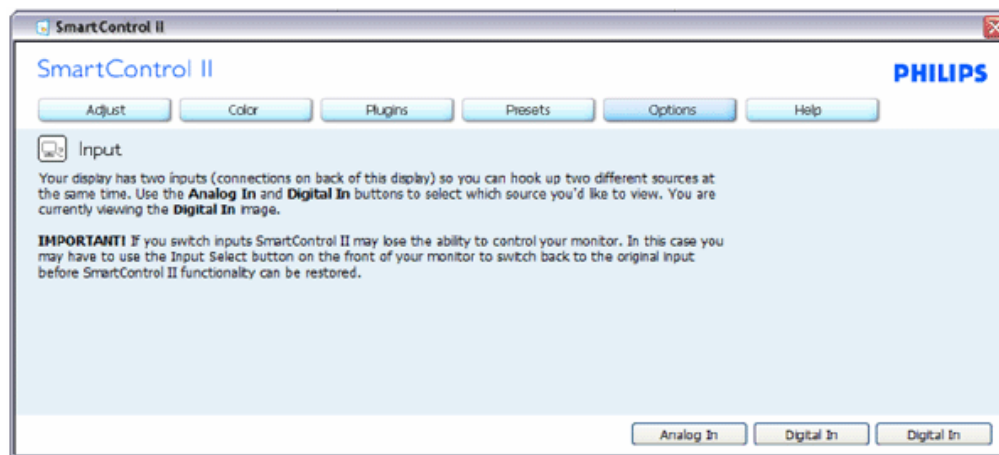 SmartControl II
SmartControl II
PHILIPS
Adjust Color Plugins Presets Options Help
Input
Your display has two inputs (connections on back of this display) so you can hook up two different sources at
the same time. Use the Analog In and Digital In buttons to select which source you'd like to view. You are
currently viewing the Digital In image.
IMPORTANT! If you switch inputs SmartControl II may lose the ability to control your monitor. In this case you
may have to use the Input Select button on the front of your monitor to switch back to the original input
before SmartControl II functionality can be restored.
Analog In Digital In Digital In